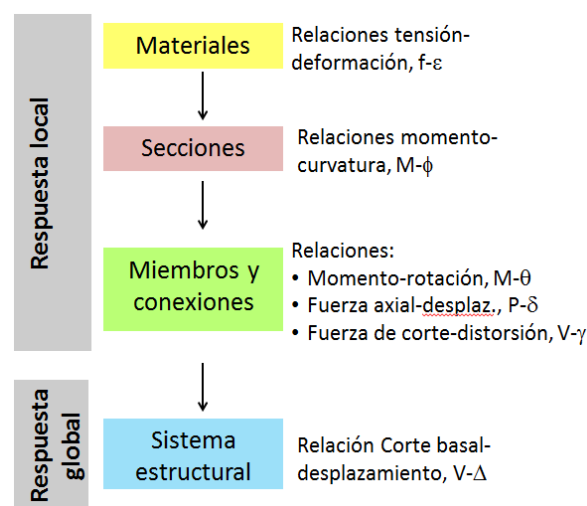 Respuesta local
Materiales
Relaciones tensión-
deformación, f-ε
Secciones
Relaciones momento-
curvatura, M-ϕ
Miembros y
conexiones
Relaciones:
• Momento-rotación, M-θ
• Fuerza axial-desplaz., P-δ
• Fuerza de corte-distorsión, V-γ
Respuesta
global
Sistema
estructural
Relación Corte basal-
desplazamiento, V-Δ